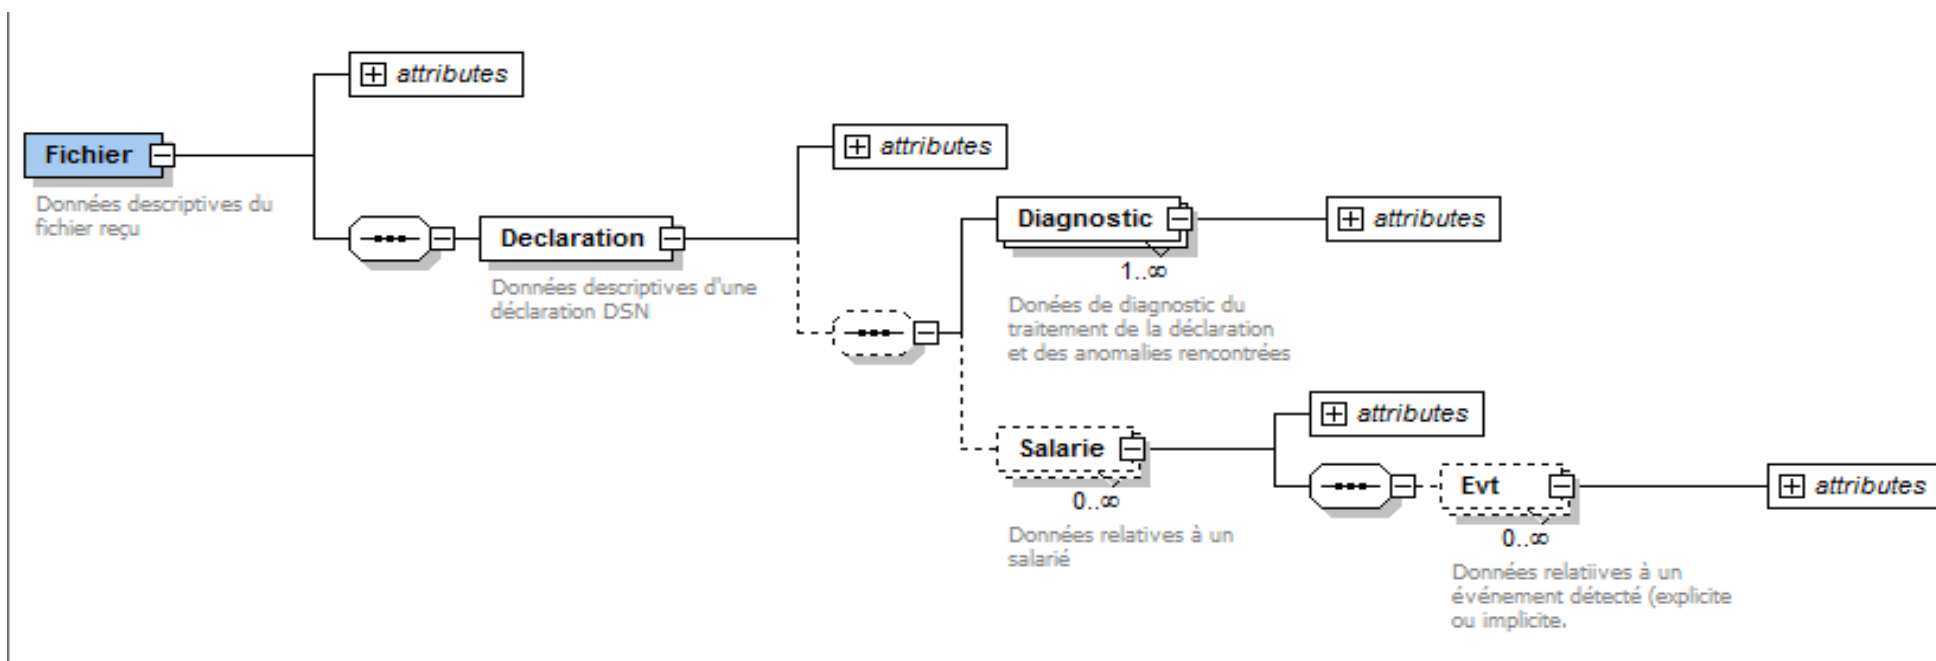 attributes
Fichier
Données descriptives du
fichier reçu
Declaration
Données descriptives d'une
déclaration DSN
attributes
Diagnostic
1..∞
Donées de diagnostic du
traitement de la déclaration
et des anomalies rencontrées
attributes
Salarie
0..∞
Données relatives à un
salarié
attributes
Evt
0..∞
Données relatiives à un
événement détecté (explicite
ou implicite.
attributes